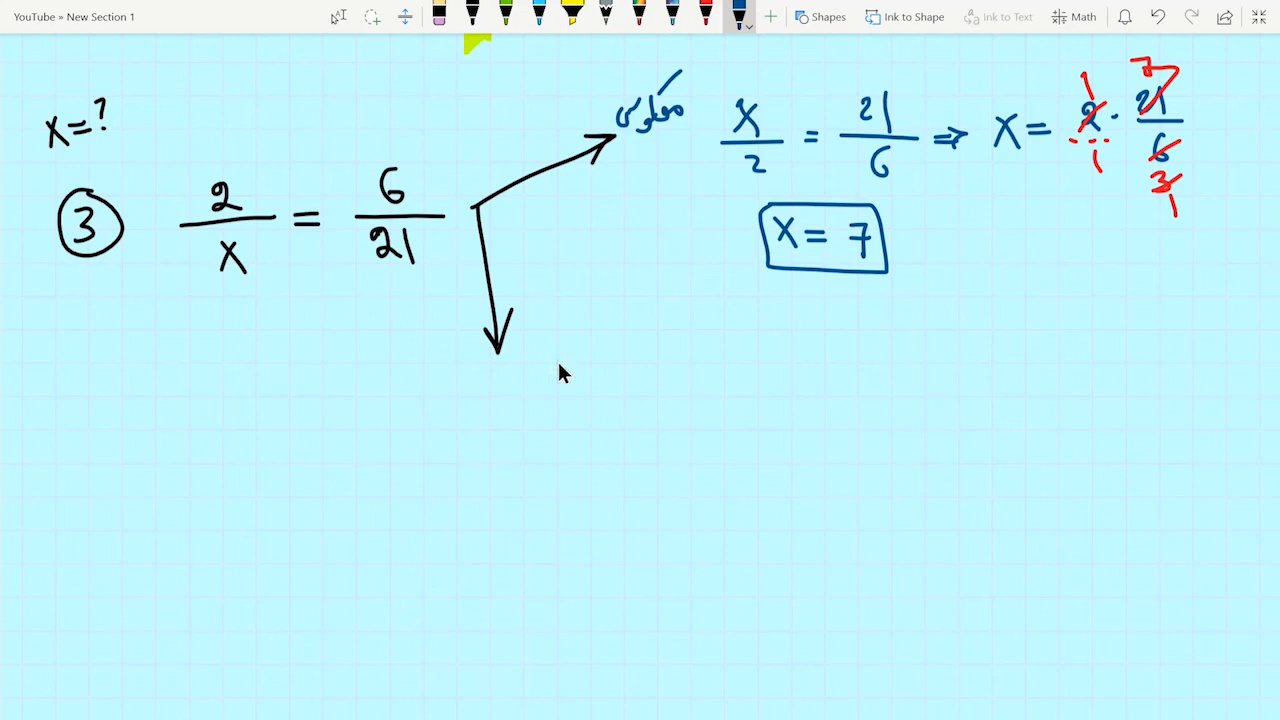 YouTube » New Section 1
Shapes
Ink to Shape
Ink to Text
Math
x=?
3
2/x = 6/21
معکوس
x/2 = 21/6 ⇒ x= 2 · 21/6
1 7
1 3
1
x = 7